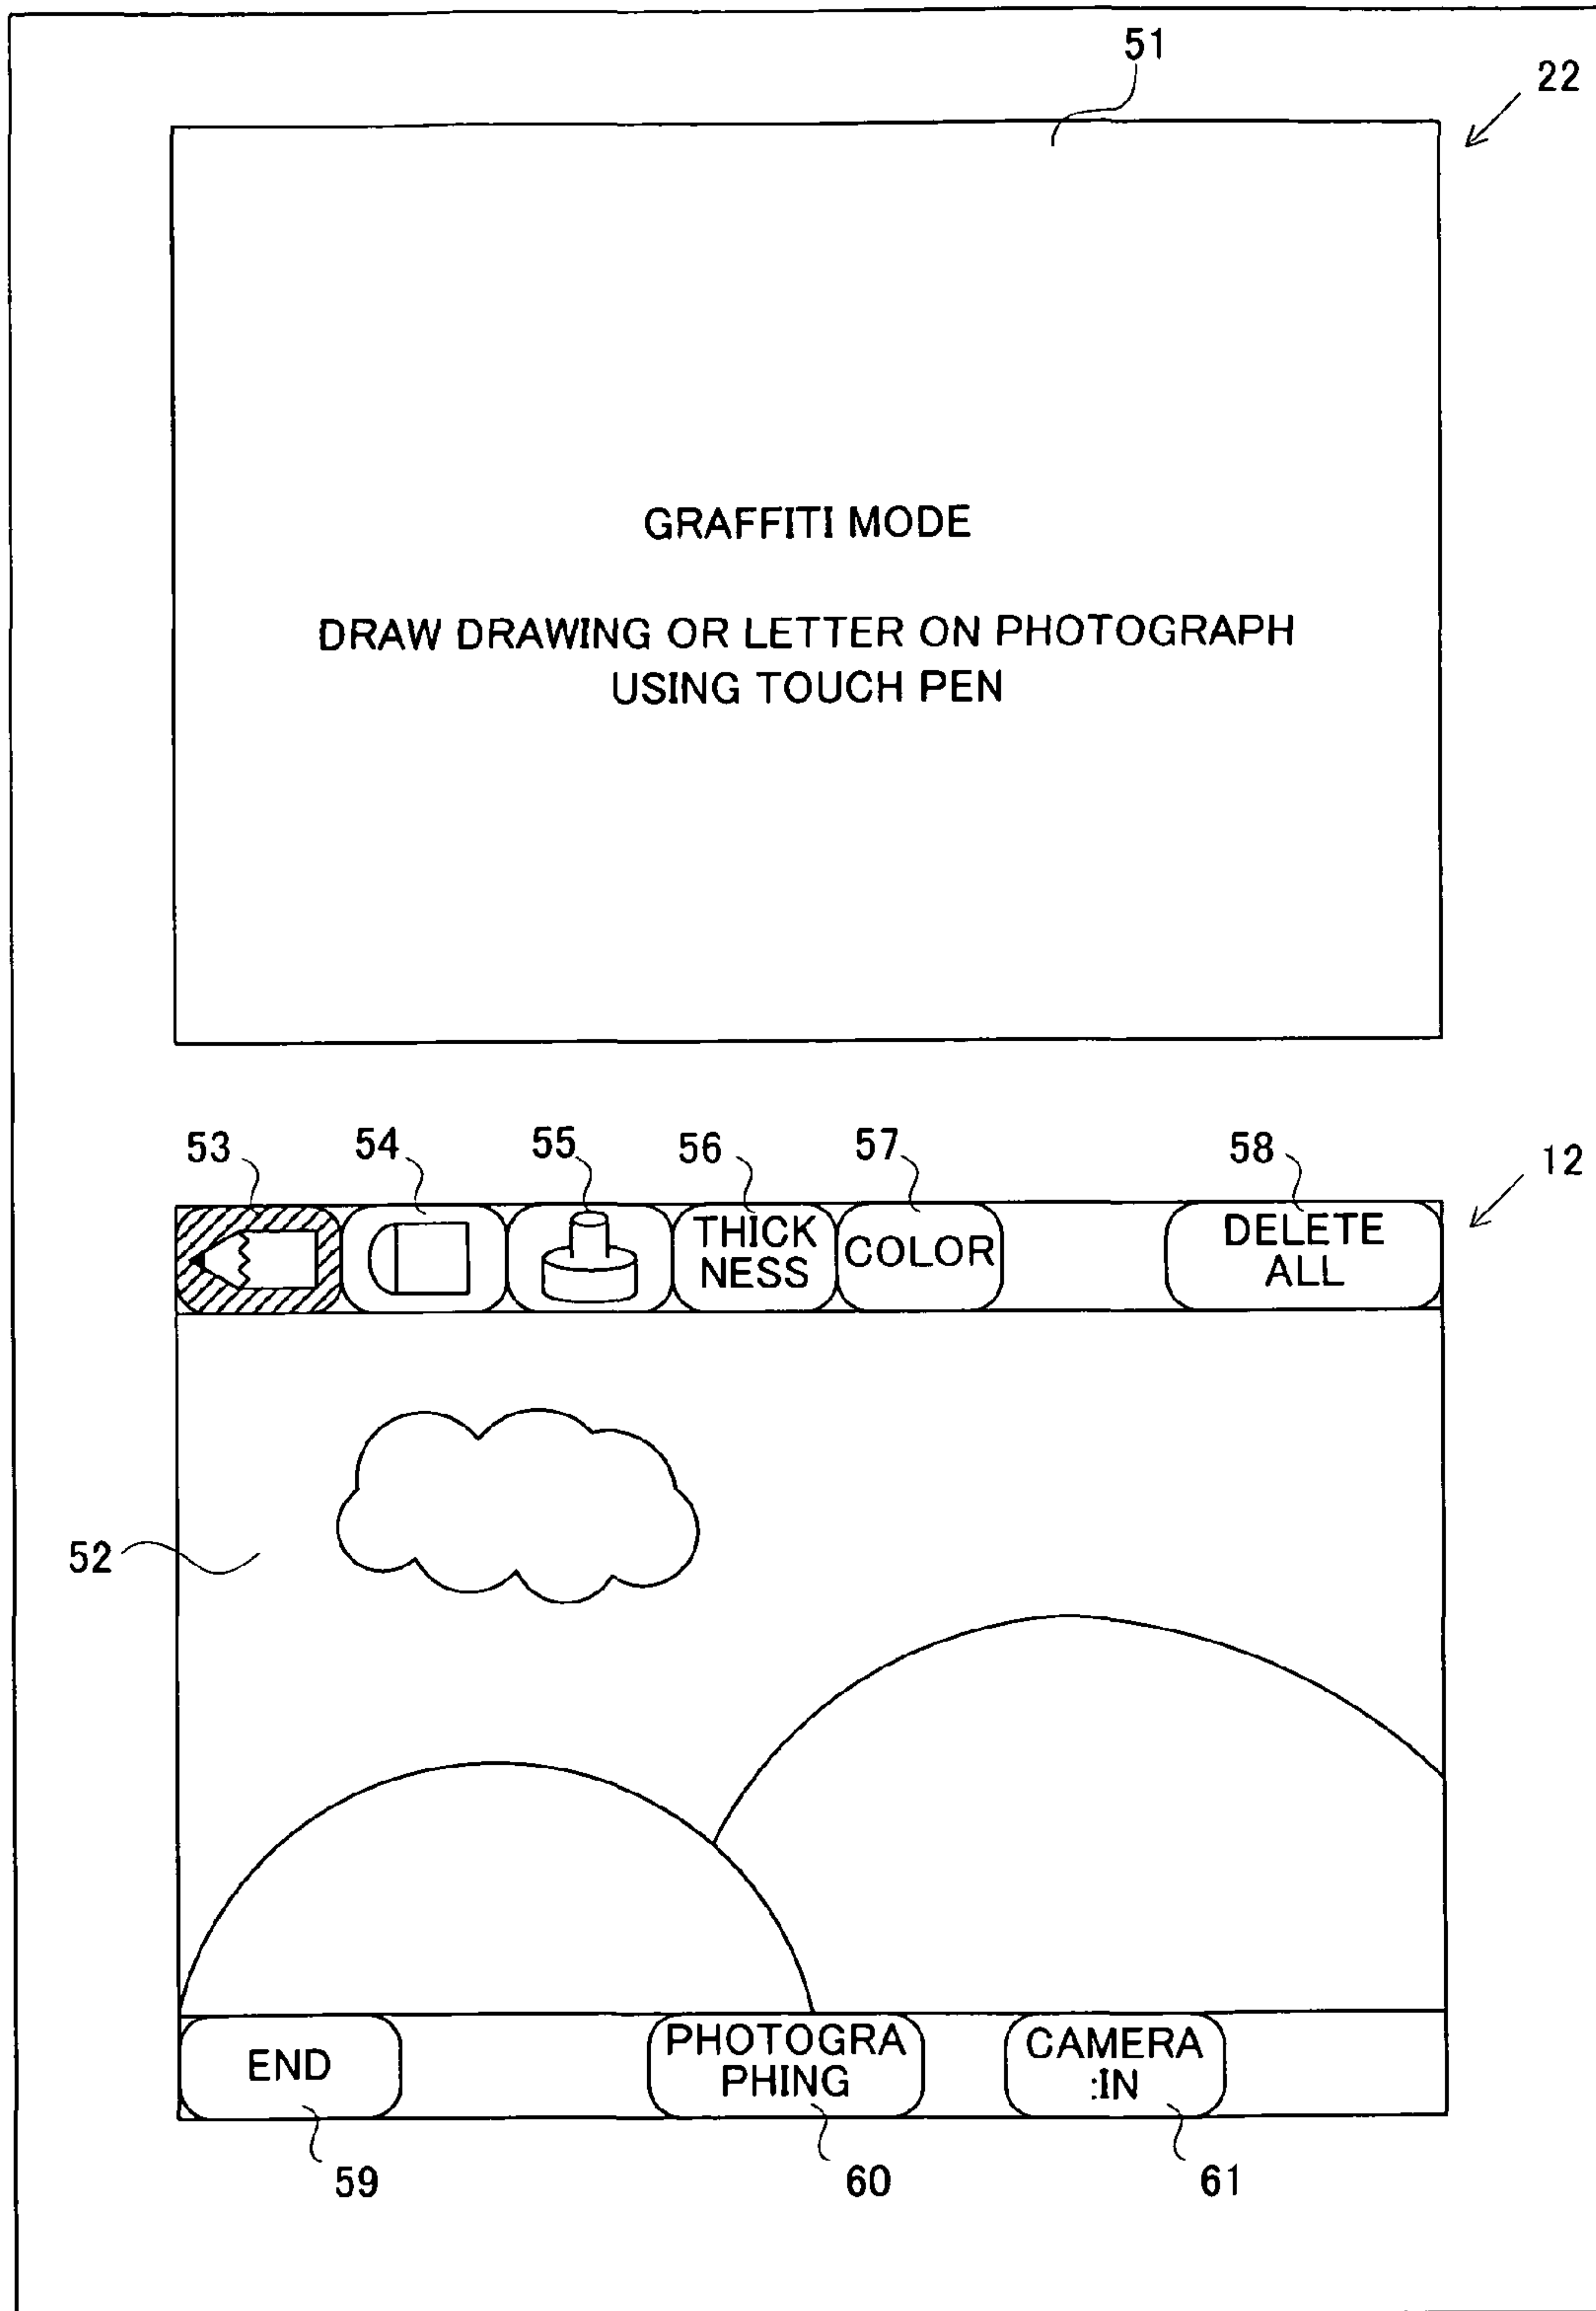 51
22
GRAFFITI MODE
DRAW DRAWING OR LETTER ON PHOTOGRAPH
USING TOUCH PEN
53
54
55
56
57
58
12
THICK
NESS
COLOR
DELETE
ALL
52
END
PHOTOGRA
PHING
CAMERA
:IN
59
60
61